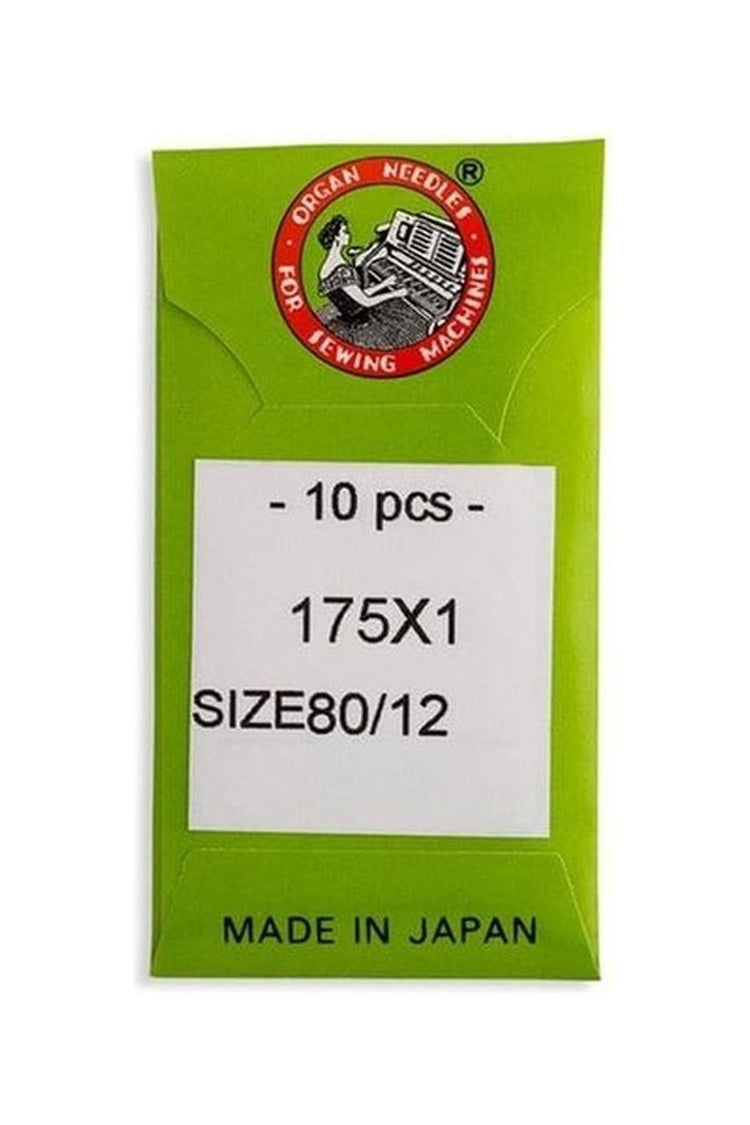 ORGAN NEEDLES ®
FOR SEWING MACHINES
- 10 pcs -
175X1
SIZE80/12
MADE IN JAPAN